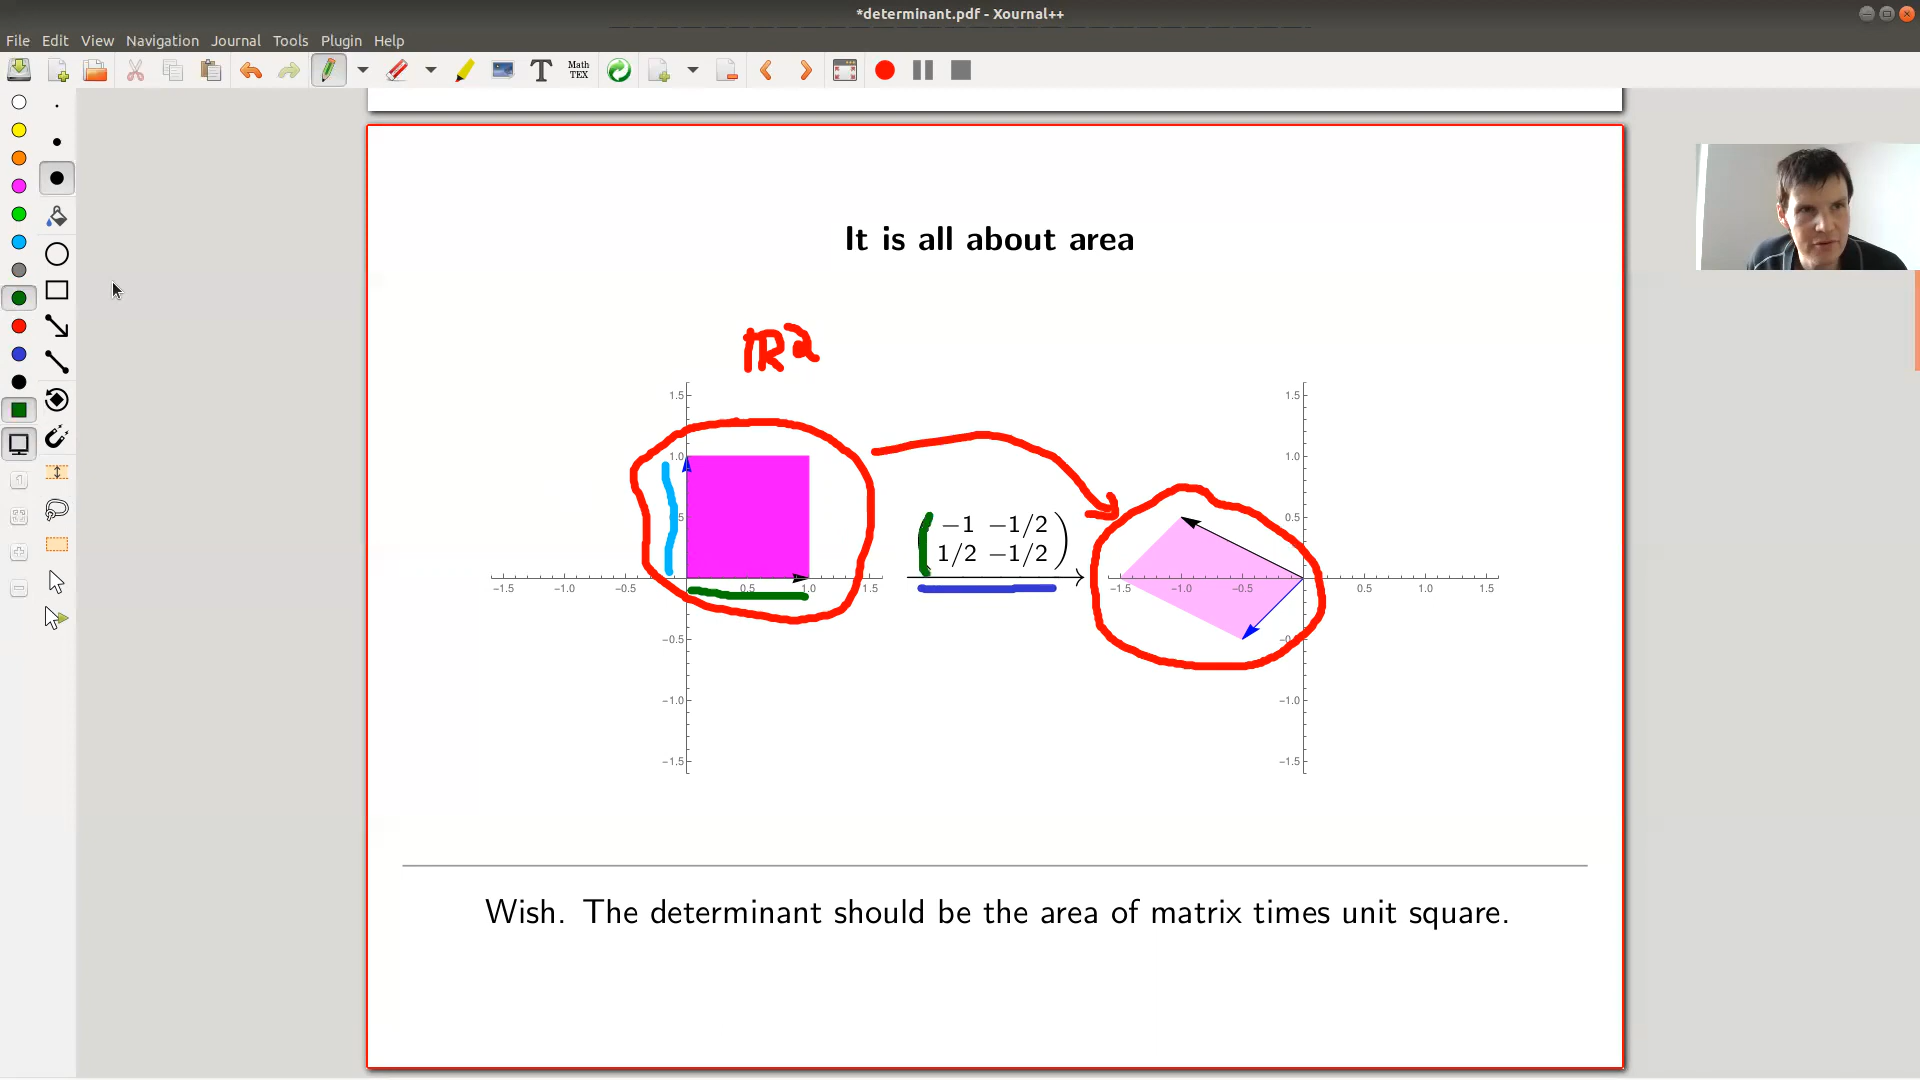 *determinant.pdf - Xournal++
File Edit View Navigation Journal Tools Plugin Help
Math
TEX
It is all about area
ℝ2
1.5
1.0
5
−1.5 −1.0 −0.5 0.5 1.0 1.5
−0.5
−1.0
−1.5
−1 −1/2
1/2 −1/2
1.5
1.0
0.5
−1.5 −1.0 −0.5 0.5 1.0 1.5
−1.0
−1.5
Wish. The determinant should be the area of matrix times unit square.